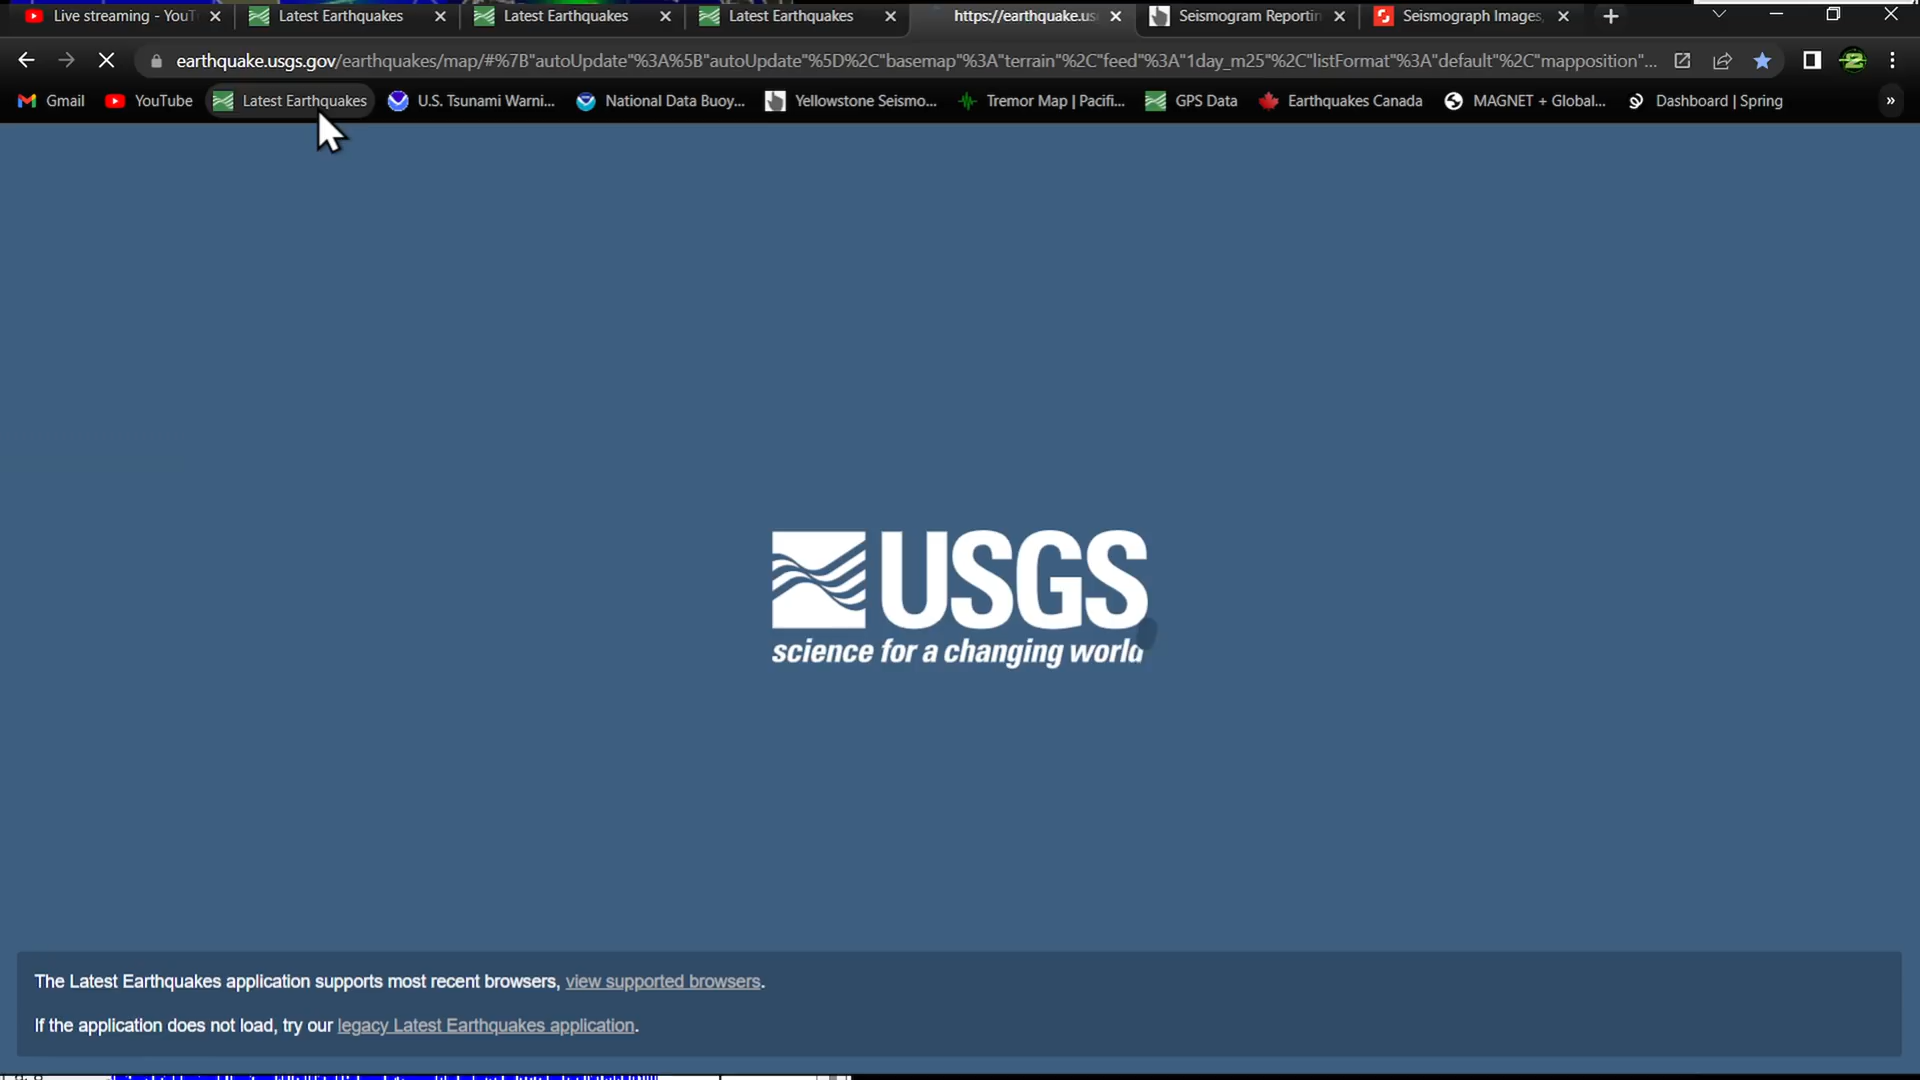 Live streaming - YouT
Latest Earthquakes
Latest Earthquakes
Latest Earthquakes
https://earthquake.us
Seismogram Reportin
Seismograph Images,
earthquake.usgs.gov/earthquakes/map/#%7B"autoUpdate"%3A%5B"autoUpdate"%5D%2C"basemap"%3A"terrain"%2C"feed"%3A"1day_m25"%2C"listFormat"%3A"default"%2C"mapposition"...
Gmail
YouTube
Latest Earthquakes
U.S. Tsunami Warni...
National Data Buoy...
Yellowstone Seismo...
Tremor Map | Pacifi...
GPS Data
Earthquakes Canada
MAGNET + Global...
Dashboard | Spring
»
USGS
science for a changing world
The Latest Earthquakes application supports most recent browsers, view supported browsers.
If the application does not load, try our legacy Latest Earthquakes application.